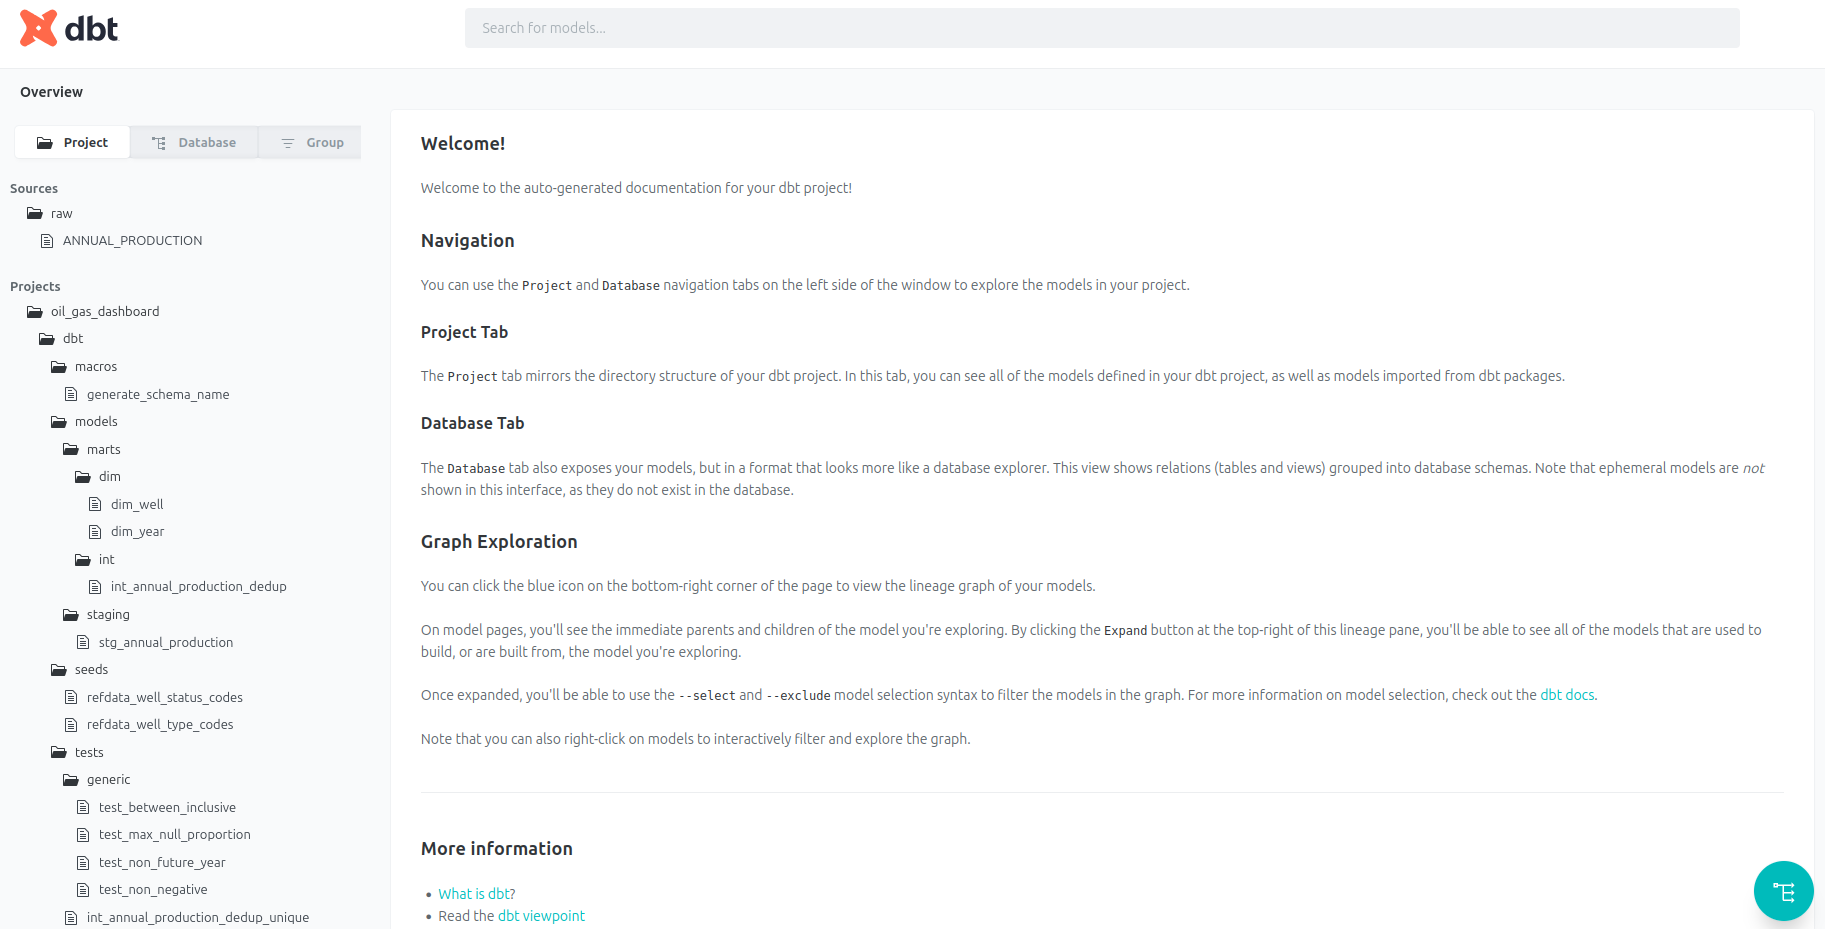 dbt
Search for models...
Overview
Project
Database
Group
Sources
raw
ANNUAL_PRODUCTION
Projects
oil_gas_dashboard
dbt
macros
generate_schema_name
models
marts
dim
dim_well
dim_year
int
int_annual_production_dedup
staging
stg_annual_production
seeds
refdata_well_status_codes
refdata_well_type_codes
tests
generic
test_between_inclusive
test_max_null_proportion
test_non_future_year
test_non_negative
int_annual_production_dedup_unique
Welcome!
Welcome to the auto-generated documentation for your dbt project!
Navigation
You can use the Project and Database navigation tabs on the left side of the window to explore the models in your project.
Project Tab
The Project tab mirrors the directory structure of your dbt project. In this tab, you can see all of the models defined in your dbt project, as well as models imported from dbt packages.
Database Tab
The Database tab also exposes your models, but in a format that looks more like a database explorer. This view shows relations (tables and views) grouped into database schemas. Note that ephemeral models are not
shown in this interface, as they do not exist in the database.
Graph Exploration
You can click the blue icon on the bottom-right corner of the page to view the lineage graph of your models.
On model pages, you'll see the immediate parents and children of the model you're exploring. By clicking the Expand button at the top-right of this lineage pane, you'll be able to see all of the models that are used to
build, or are built from, the model you're exploring.
Once expanded, you'll be able to use the --select and --exclude model selection syntax to filter the models in the graph. For more information on model selection, check out the dbt docs.
Note that you can also right-click on models to interactively filter and explore the graph.
More information
• What is dbt?
• Read the dbt viewpoint